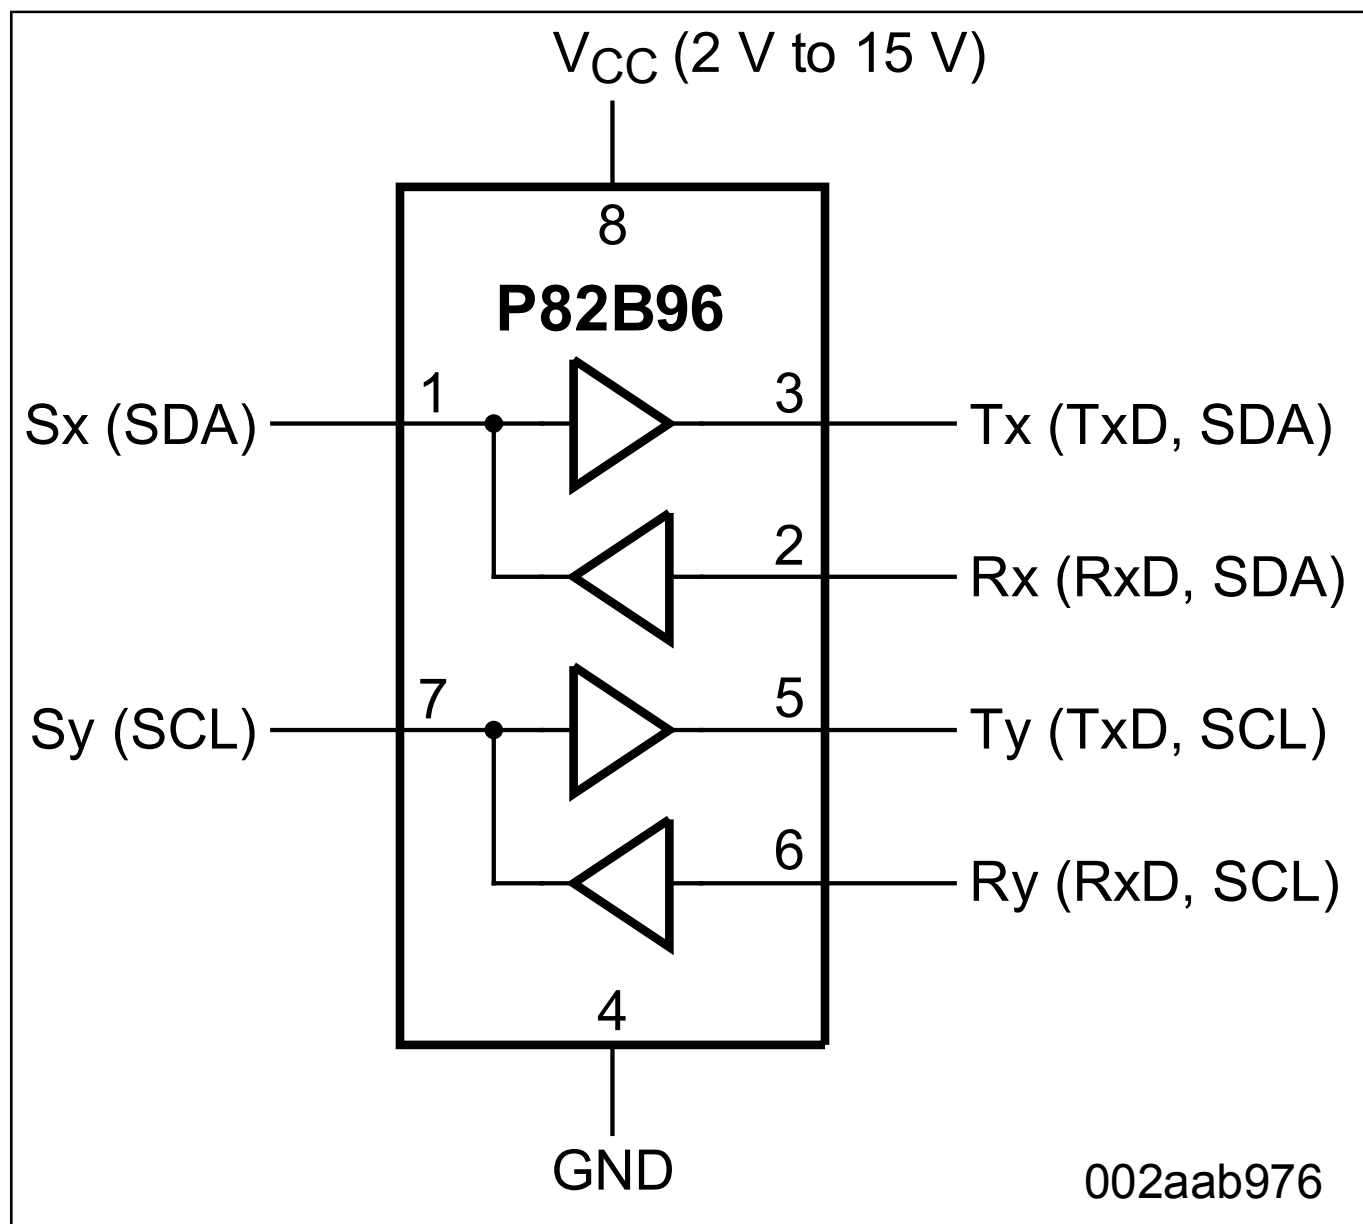 VCC (2 V to 15 V)
8
P82B96
1
3
Sx (SDA)
Tx (TxD, SDA)
2
Rx (RxD, SDA)
7
5
Sy (SCL)
Ty (TxD, SCL)
6
Ry (RxD, SCL)
4
GND
002aab976